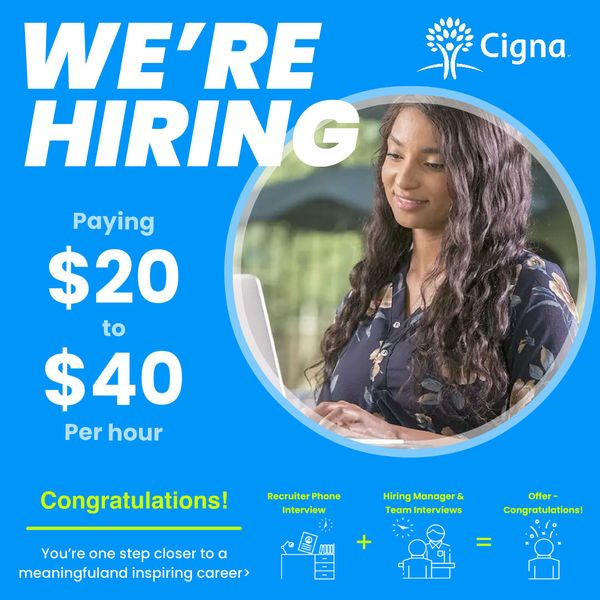 WE'RE
HIRING
Cigna
Paying
$20
to
$40
Per hour
Congratulations!
You're one step closer to a
meaningfuland inspiring career>
Recruiter Phone
Interview
+
Hiring Manager &
Team Interviews
=
Offer -
Congratulations!